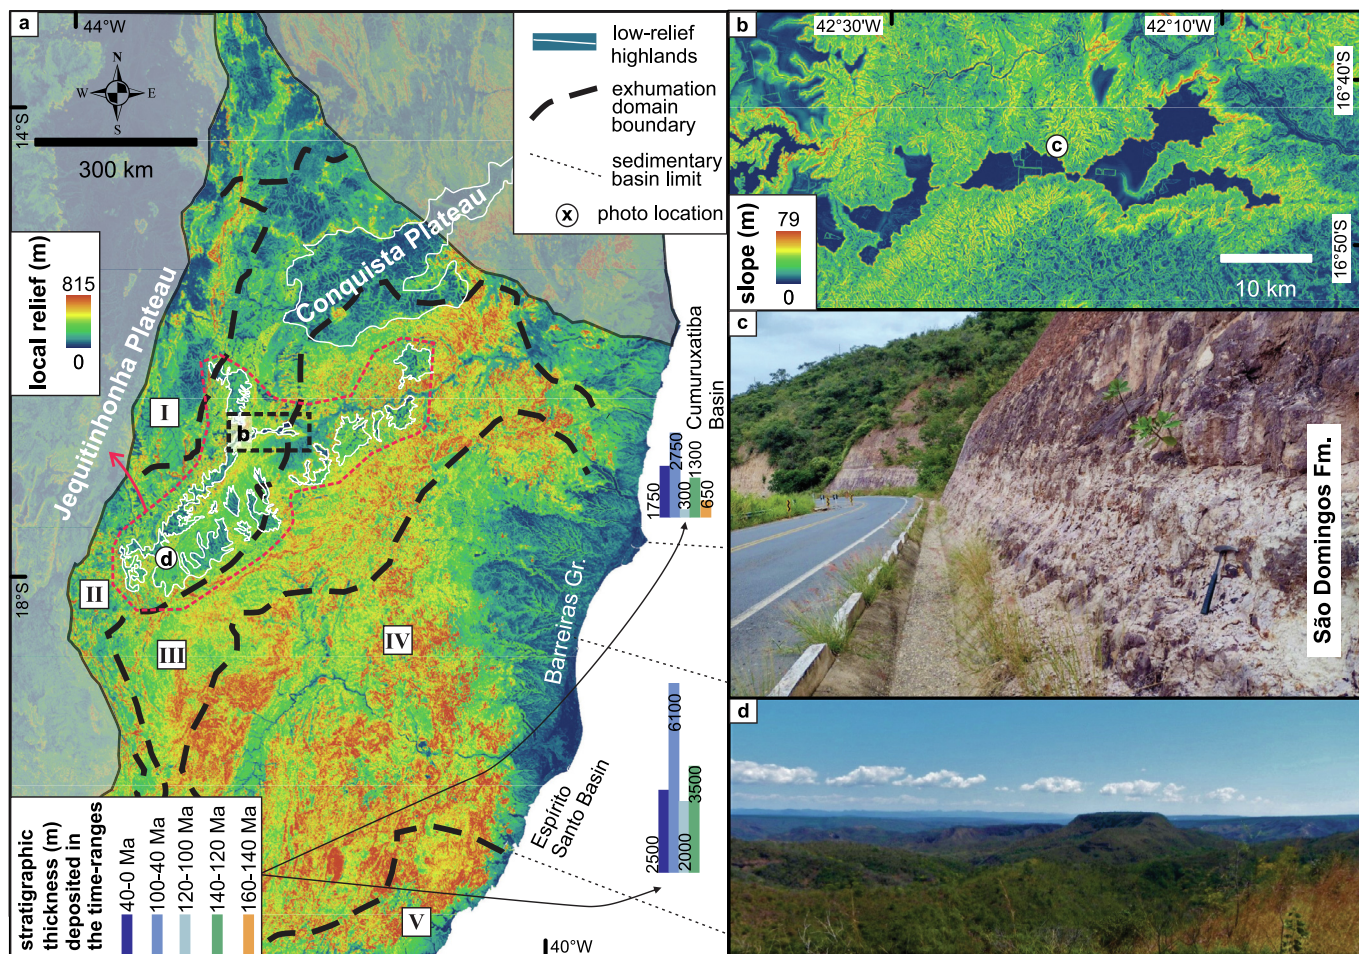 a
44°W
N
W
E
S
14°S
300 km
low-relief
highlands
exhumation
domain
boundary
sedimentary
basin limit
x
photo location
local relief (m)
815
0
Jequitinhonha Plateau
Conquista Plateau
I
b
d
II
III
IV
V
18°S
Cumuruxatiba
Basin
1750
2750
300
1300
650
Barreiras Gr.
Espírito
Santo Basin
2500
6100
2000
3500
40°W
stratigraphic
thickness (m)
deposited in
the time-ranges
40-0 Ma
100-40 Ma
120-100 Ma
140-120 Ma
160-140 Ma
b
42°30'W
42°10'W
16°40'S
16°50'S
c
slope (m)
79
0
10 km
c
São Domingos Fm.
d